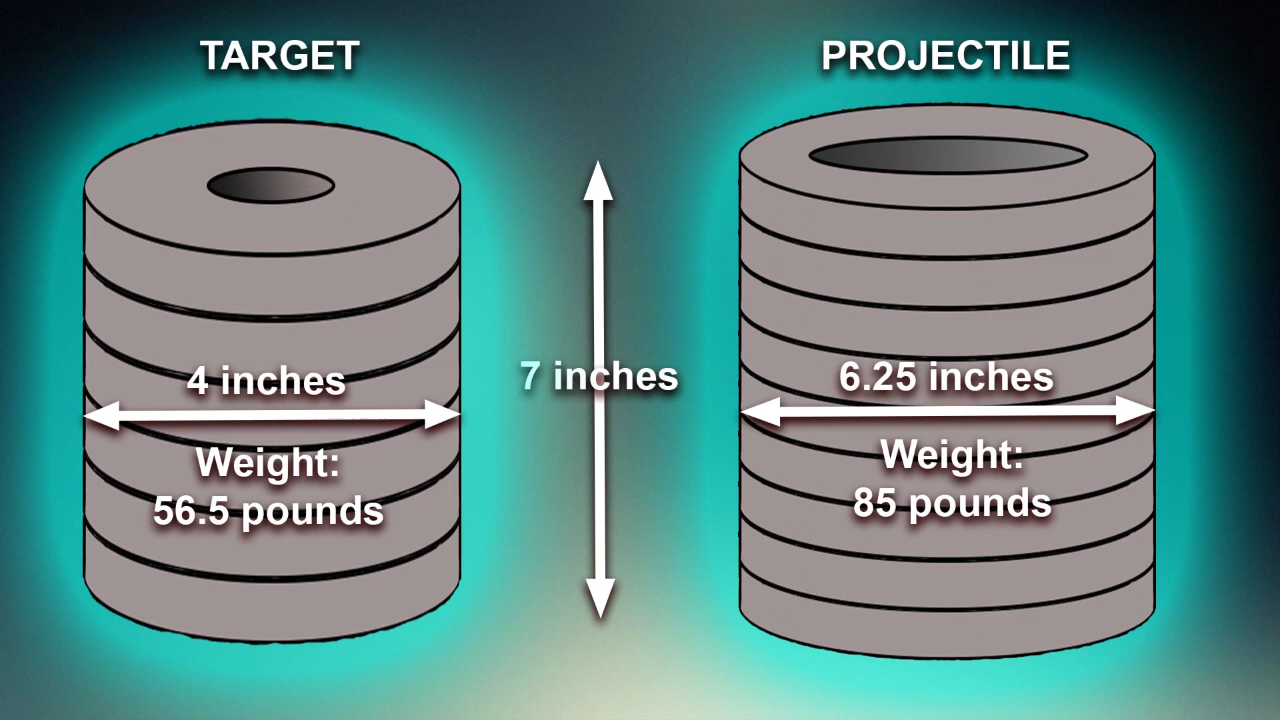 TARGET
PROJECTILE
4 inches
Weight:
56.5 pounds
7 inches
6.25 inches
Weight:
85 pounds